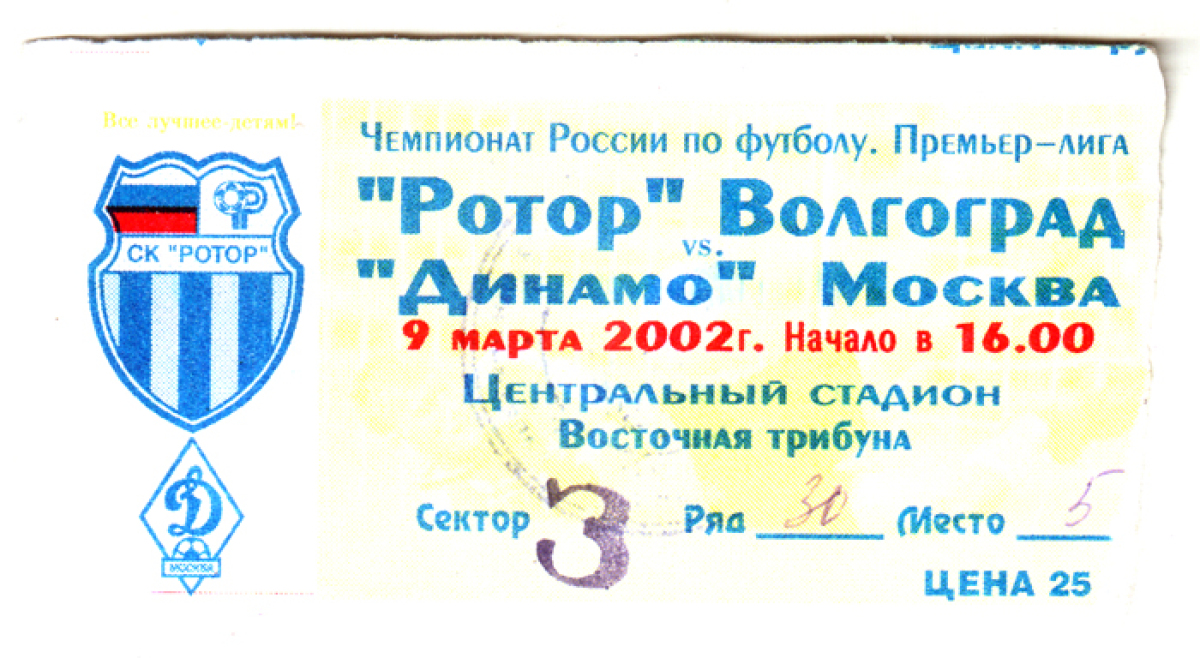 Все лучшее-детям!
СК "РОТОР"
МОСКВА
Чемпионат России по футболу. Премьер-лига
"Ротор" Волгоград
vs.
"Динамо" Москва
9 марта 2002г. Начало в 16.00
Центральный стадион
Восточная трибуна
Сектор 3 Ряд 30 Место 5
ЦЕНА 25